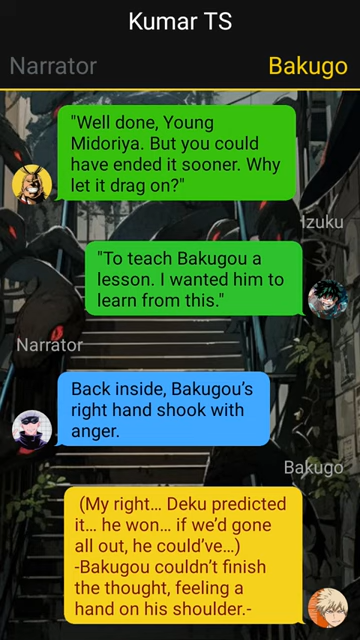 Kumar TS
Narrator
Bakugo
"Well done, Young
Midoriya. But you could
have ended it sooner. Why
let it drag on?"
Izuku
"To teach Bakugou a
lesson. I wanted him to
learn from this."
Narrator
Back inside, Bakugou's
right hand shook with
anger.
Bakugo
(My right… Deku predicted
it… he won… if we'd gone
all out, he could've…)
-Bakugou couldn't finish
the thought, feeling a
hand on his shoulder.-